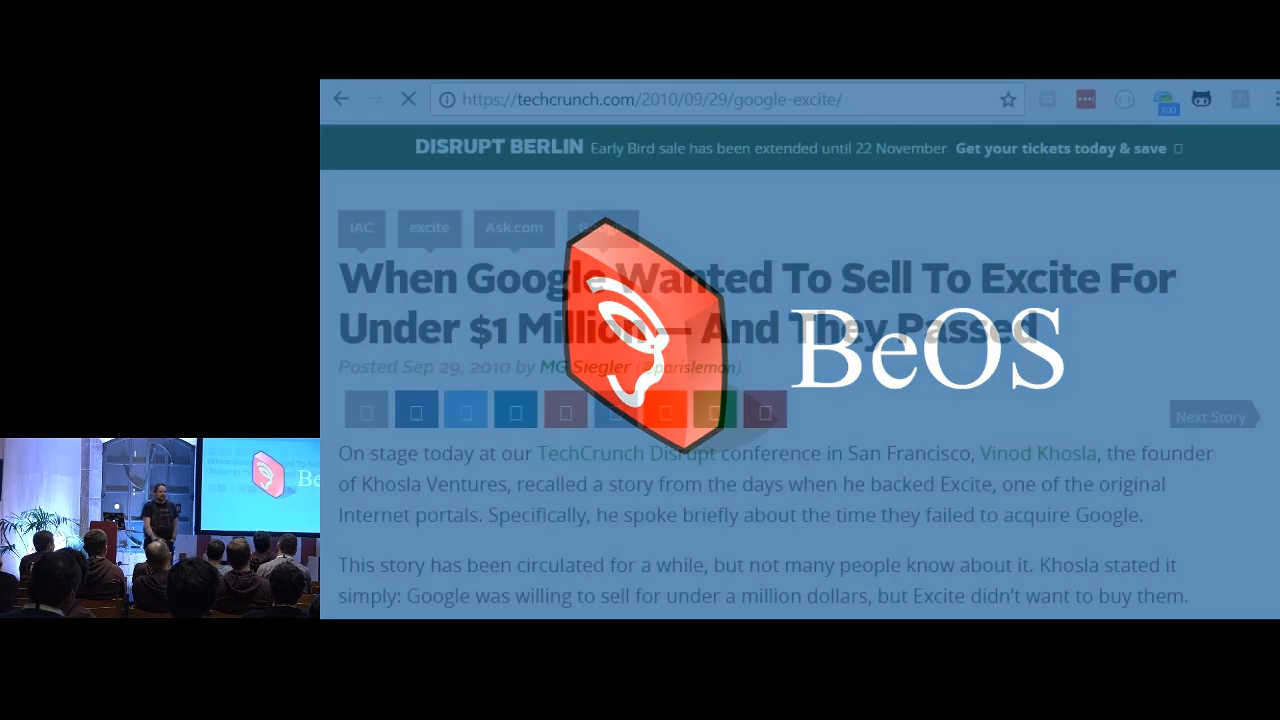 https://techcrunch.com/2010/09/29/google-excite/
100
DISRUPT BERLIN Early Bird sale has been extended until 22 November Get your tickets today & save
IAC excite Ask.com Google
When Google Wanted To Sell To Excite For
Under $1 Million — And They Passed
Posted Sep 29, 2010 by MG Siegler (@parislemon)
BeOS
Next Story
On stage today at our TechCrunch Disrupt conference in San Francisco, Vinod Khosla, the founder
of Khosla Ventures, recalled a story from the days when he backed Excite, one of the original
Internet portals. Specifically, he spoke briefly about the time they failed to acquire Google.
This story has been circulated for a while, but not many people know about it. Khosla stated it
simply: Google was willing to sell for under a million dollars, but Excite didn't want to buy them.